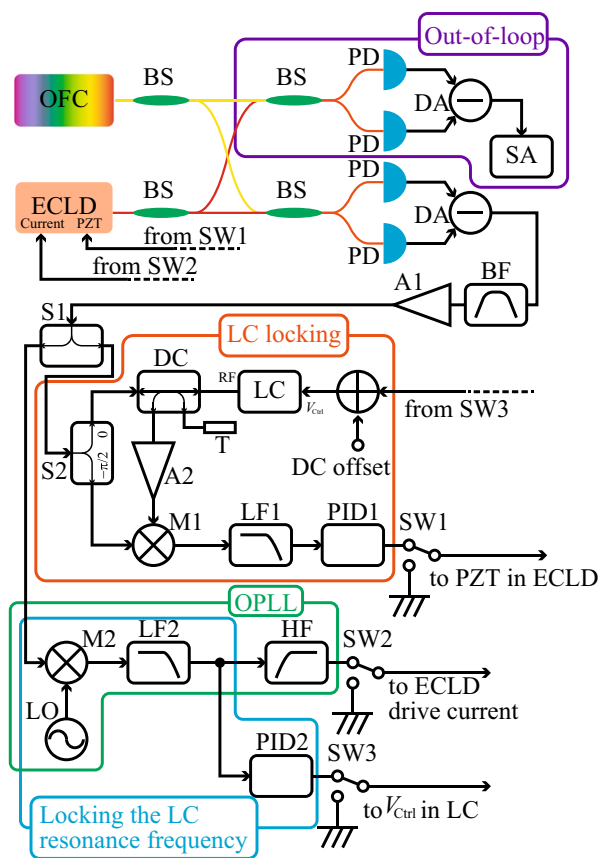 Out-of-loop
OFC
BS
BS
PD
DA
PD
SA
ECLD
Current PZT
BS
BS
PD
DA
PD
from SW1
from SW2
A1
BF
S1
LC locking
DC
RF
LC
V_Ctrl
from SW3
DC offset
T
S2
-π/2 0
A2
M1
LF1
PID1
SW1
to PZT in ECLD
OPLL
M2
LF2
HF
SW2
to ECLD
drive current
LO
PID2
SW3
to V_Ctrl in LC
Locking the LC
resonance frequency